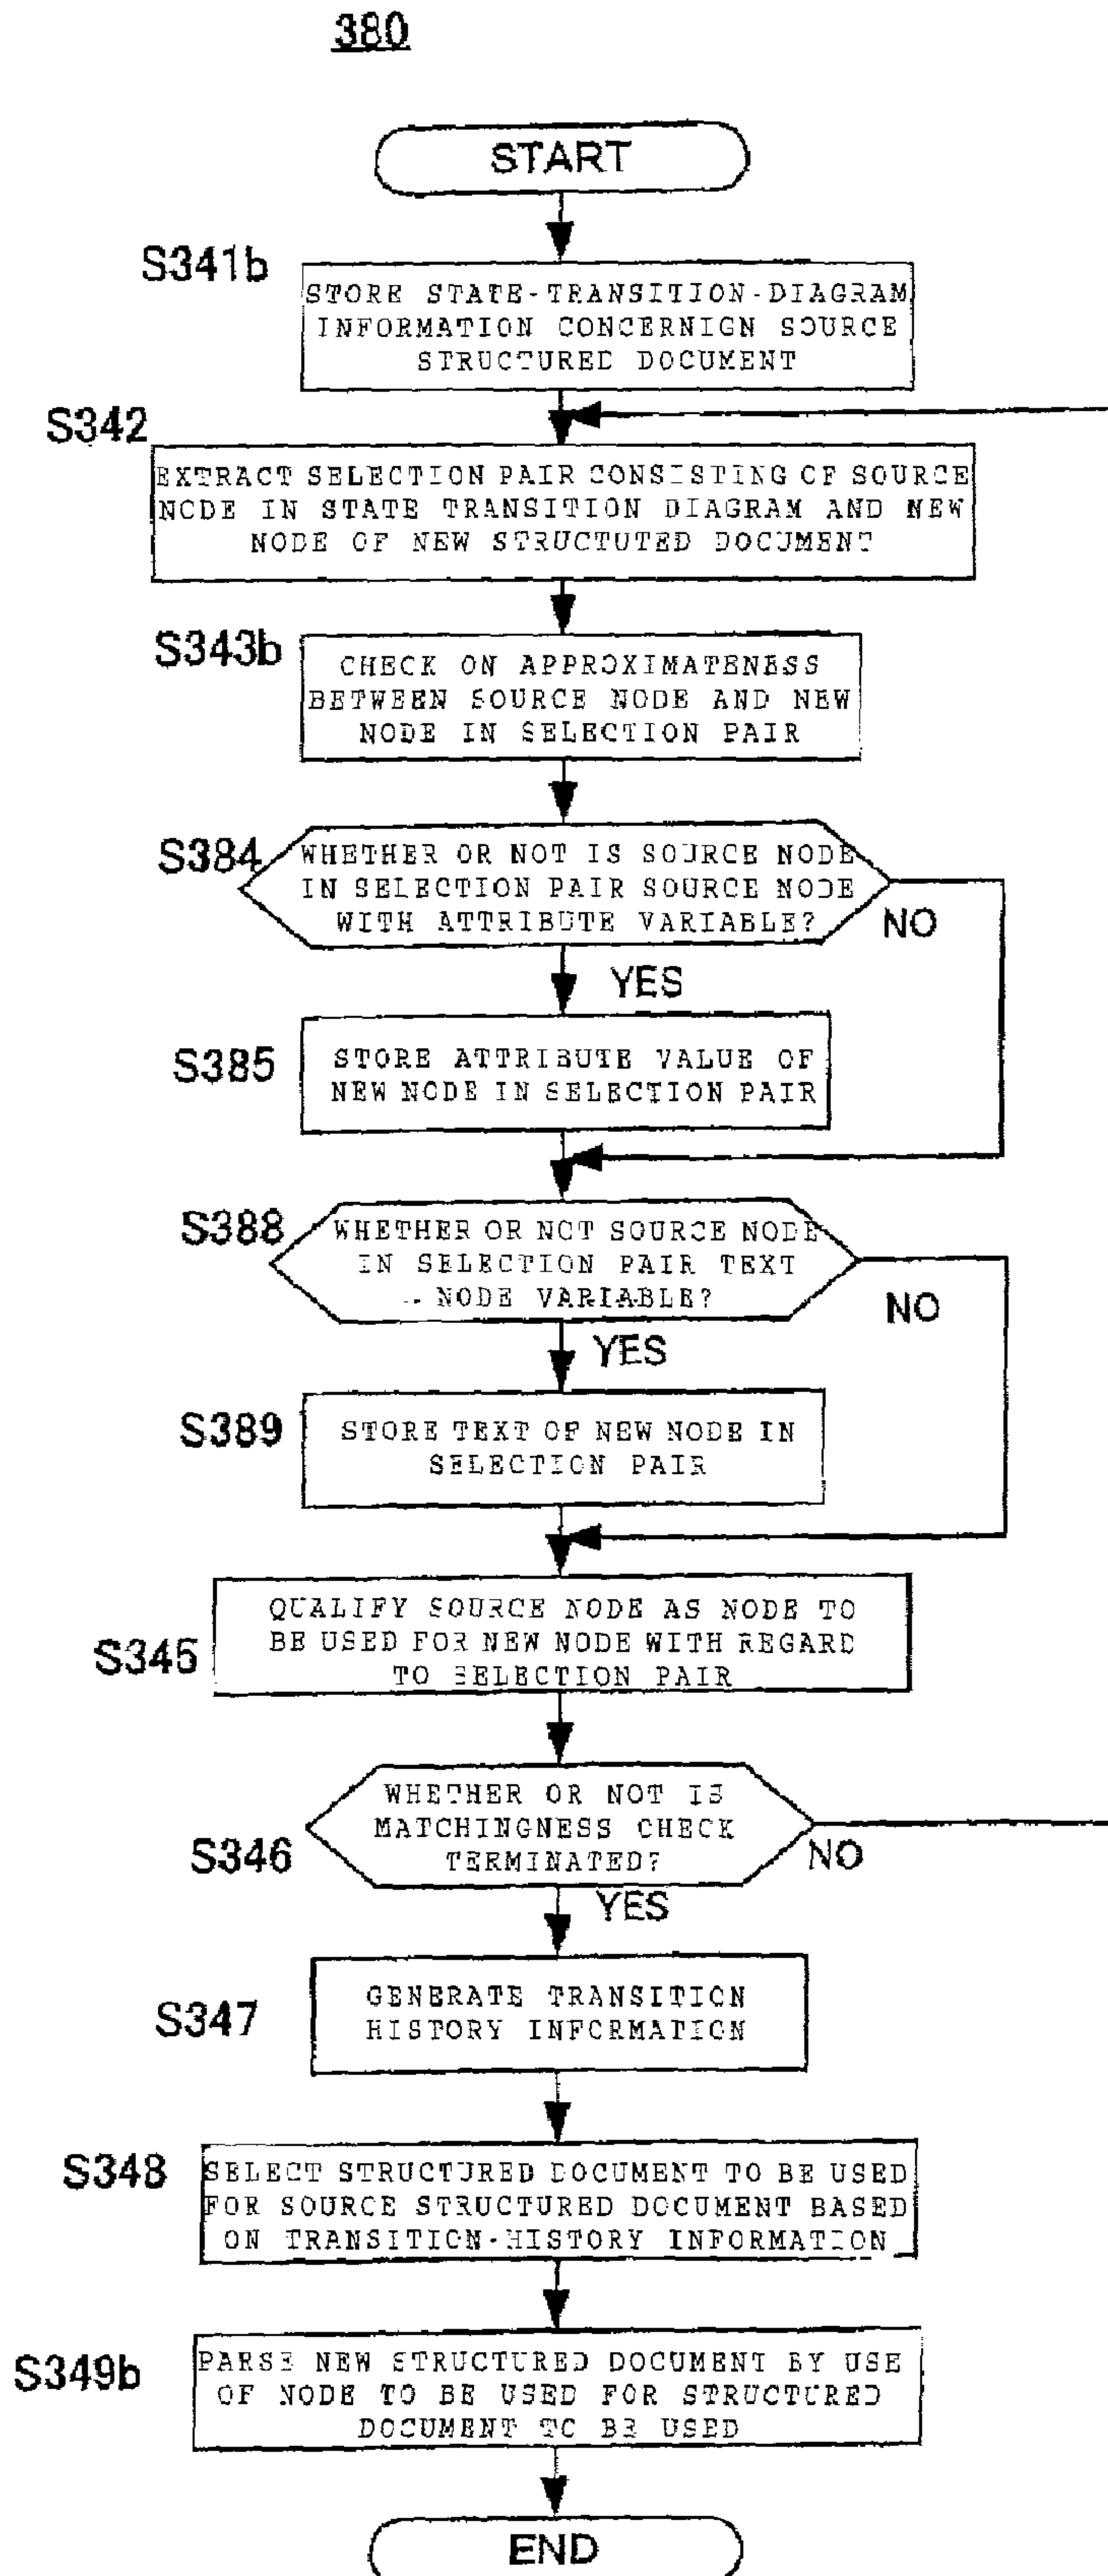 380
START
S341b
STORE STATE-TRANSITION-DIAGRAM
INFORMATION CONCERNIGN SOURCE
STRUCTURED DOCUMENT
S342
EXTRACT SELECTION PAIR CONSISTING OF SOURCE
NODE IN STATE TRANSITION DIAGRAM AND NEW
NODE OF NEW STRUCTUTED DOCUMENT
S343b
CHECK ON APPROXIMATENESS
BETWEEN SOURCE NODE AND NEW
NODE IN SELECTION PAIR
S384
WHETHER OR NOT IS SOURCE NODE
IN SELECTION PAIR SOURCE NODE
WITH ATTRIBUTE VARIABLE?
NO
YES
S385
STORE ATTRIBUTE VALUE OF
NEW NODE IN SELECTION PAIR
S388
WHETHER OR NOT SOURCE NODE
IN SELECTION PAIR TEXT
NODE VARIABLE?
NO
YES
S389
STORE TEXT OF NEW NODE IN
SELECTION PAIR
S345
QUALIFY SOURCE NODE AS NODE TO
BE USED FOR NEW NODE WITH REGARD
TO SELECTION PAIR
S346
WHETHER OR NOT IS
MATCHINGNESS CHECK
TERMINATED?
NO
YES
S347
GENERATE TRANSITION
HISTORY INFORMATION
S348
SELECT STRUCTURED DOCUMENT TO BE USED
FOR SOURCE STRUCTURED DOCUMENT BASED
ON TRANSITION-HISTORY INFORMATION
S349b
PARSE NEW STRUCTURED DOCUMENT BY USE
OF NODE TO BE USED FOR STRUCTURED
DOCUMENT TO BE USED
END